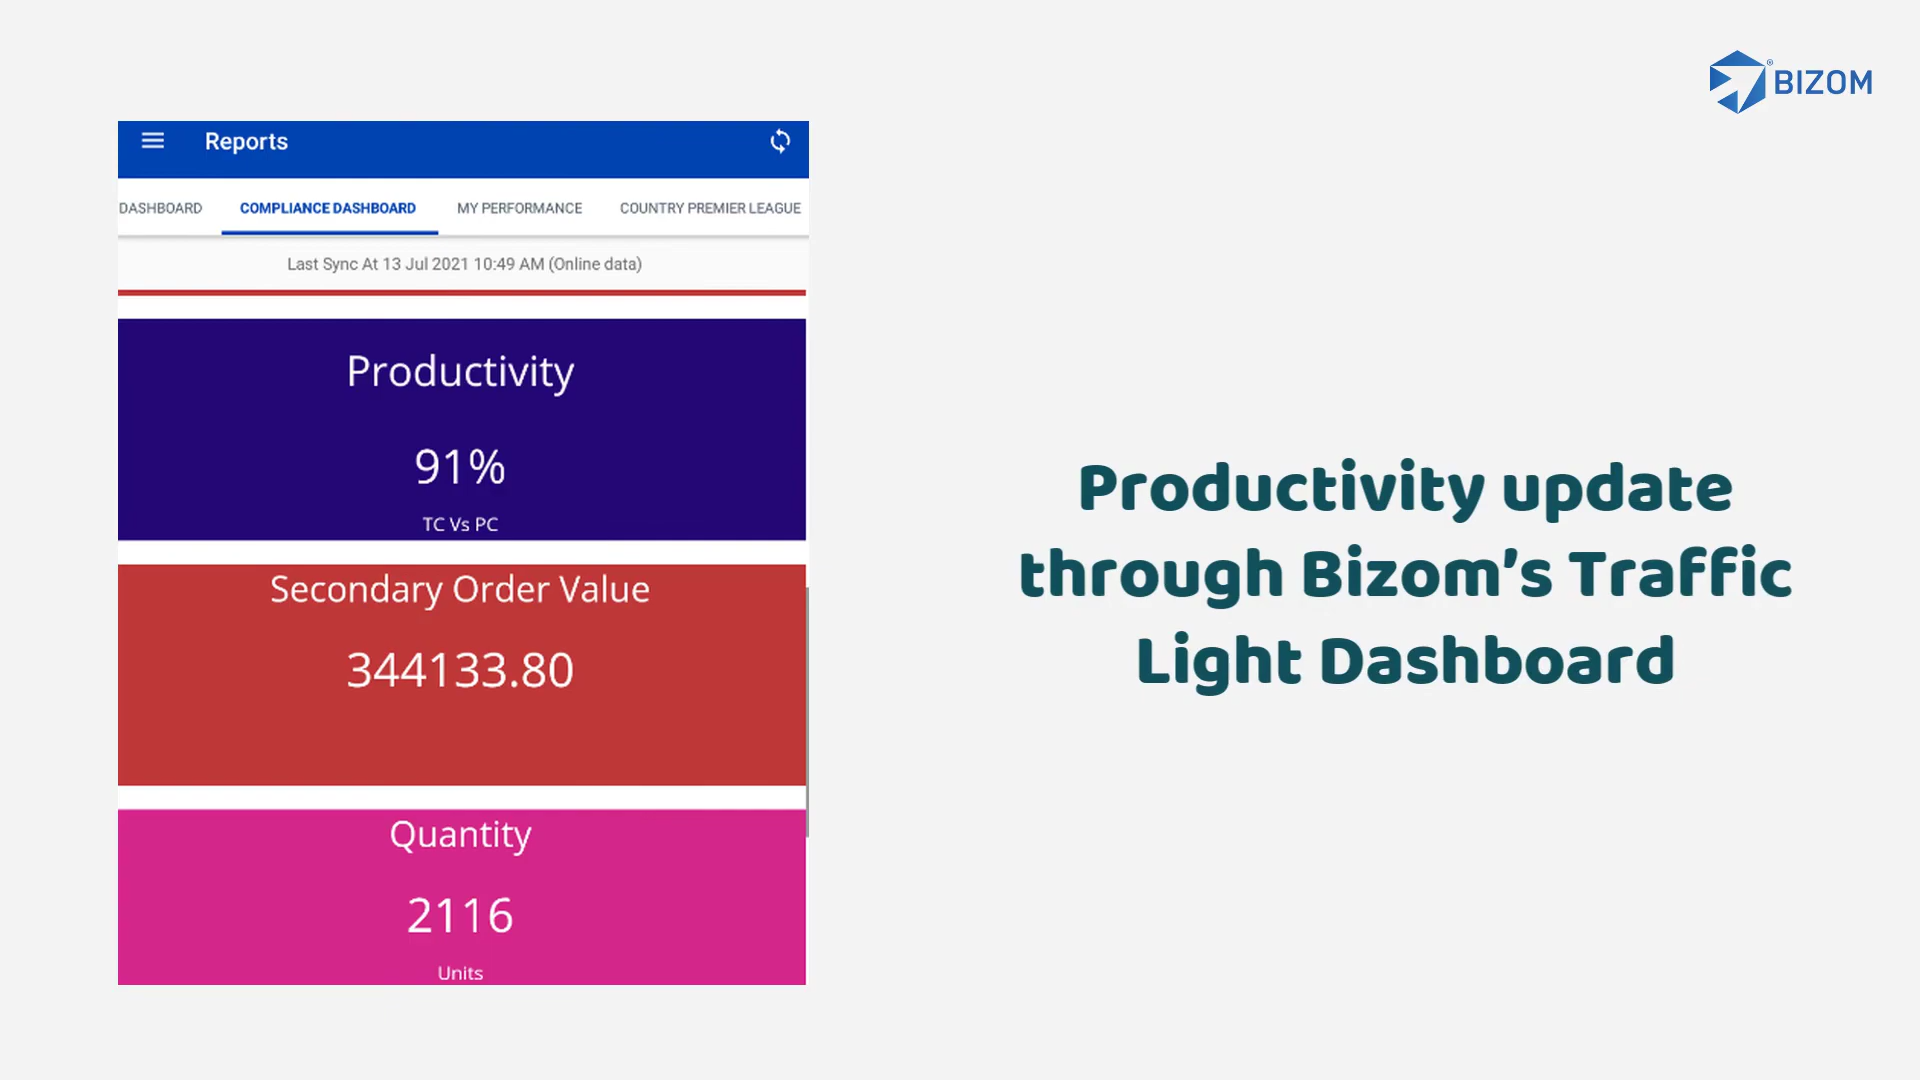 BIZOM
Reports
DASHBOARD COMPLIANCE DASHBOARD MY PERFORMANCE COUNTRY PREMIER LEAGUE
Last Sync At 13 Jul 2021 10:49 AM (Online data)
Productivity
91%
TC Vs PC
Secondary Order Value
344133.80
Quantity
2116
Units
Productivity update
through Bizom’s Traffic
Light Dashboard